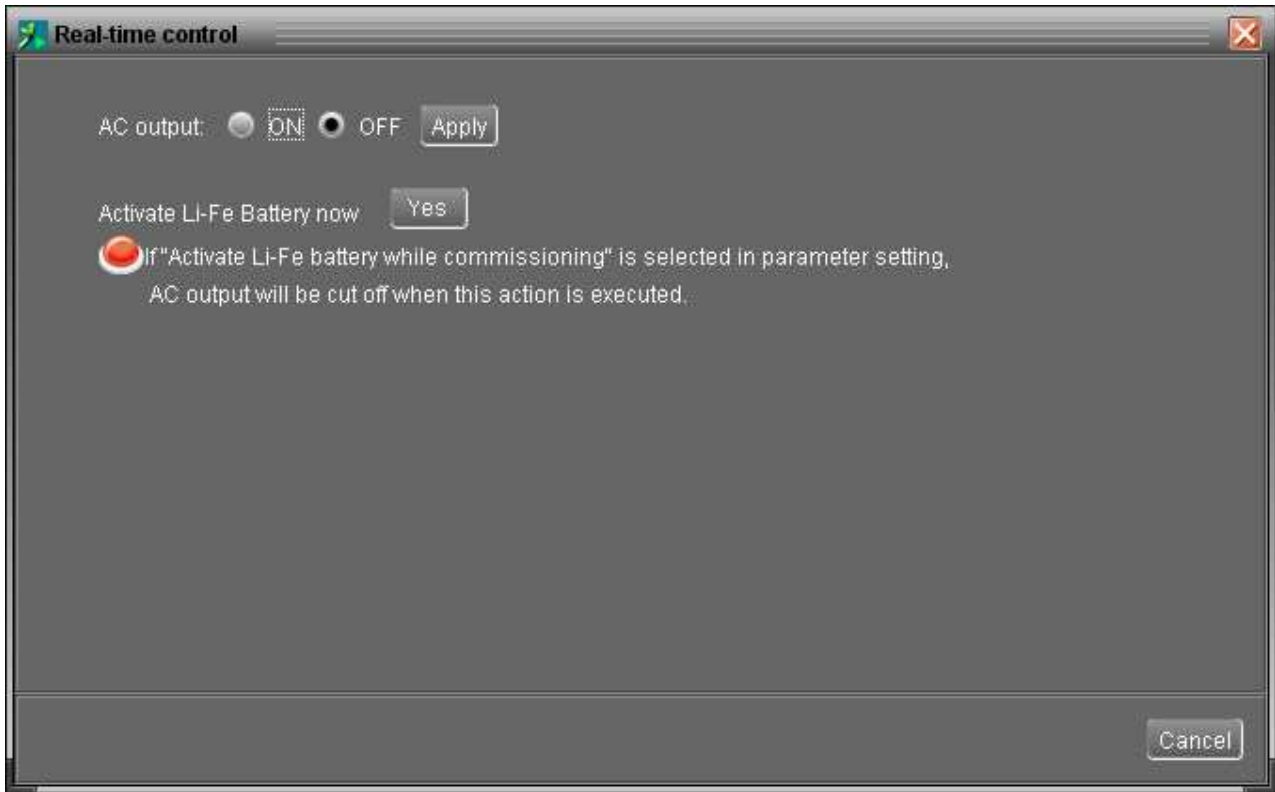 Real-time control
AC output: ON OFF Apply
Activate Li-Fe Battery now Yes
If "Activate Li-Fe battery while commissioning" is selected in parameter setting,
AC output will be cut off when this action is executed.
Cancel